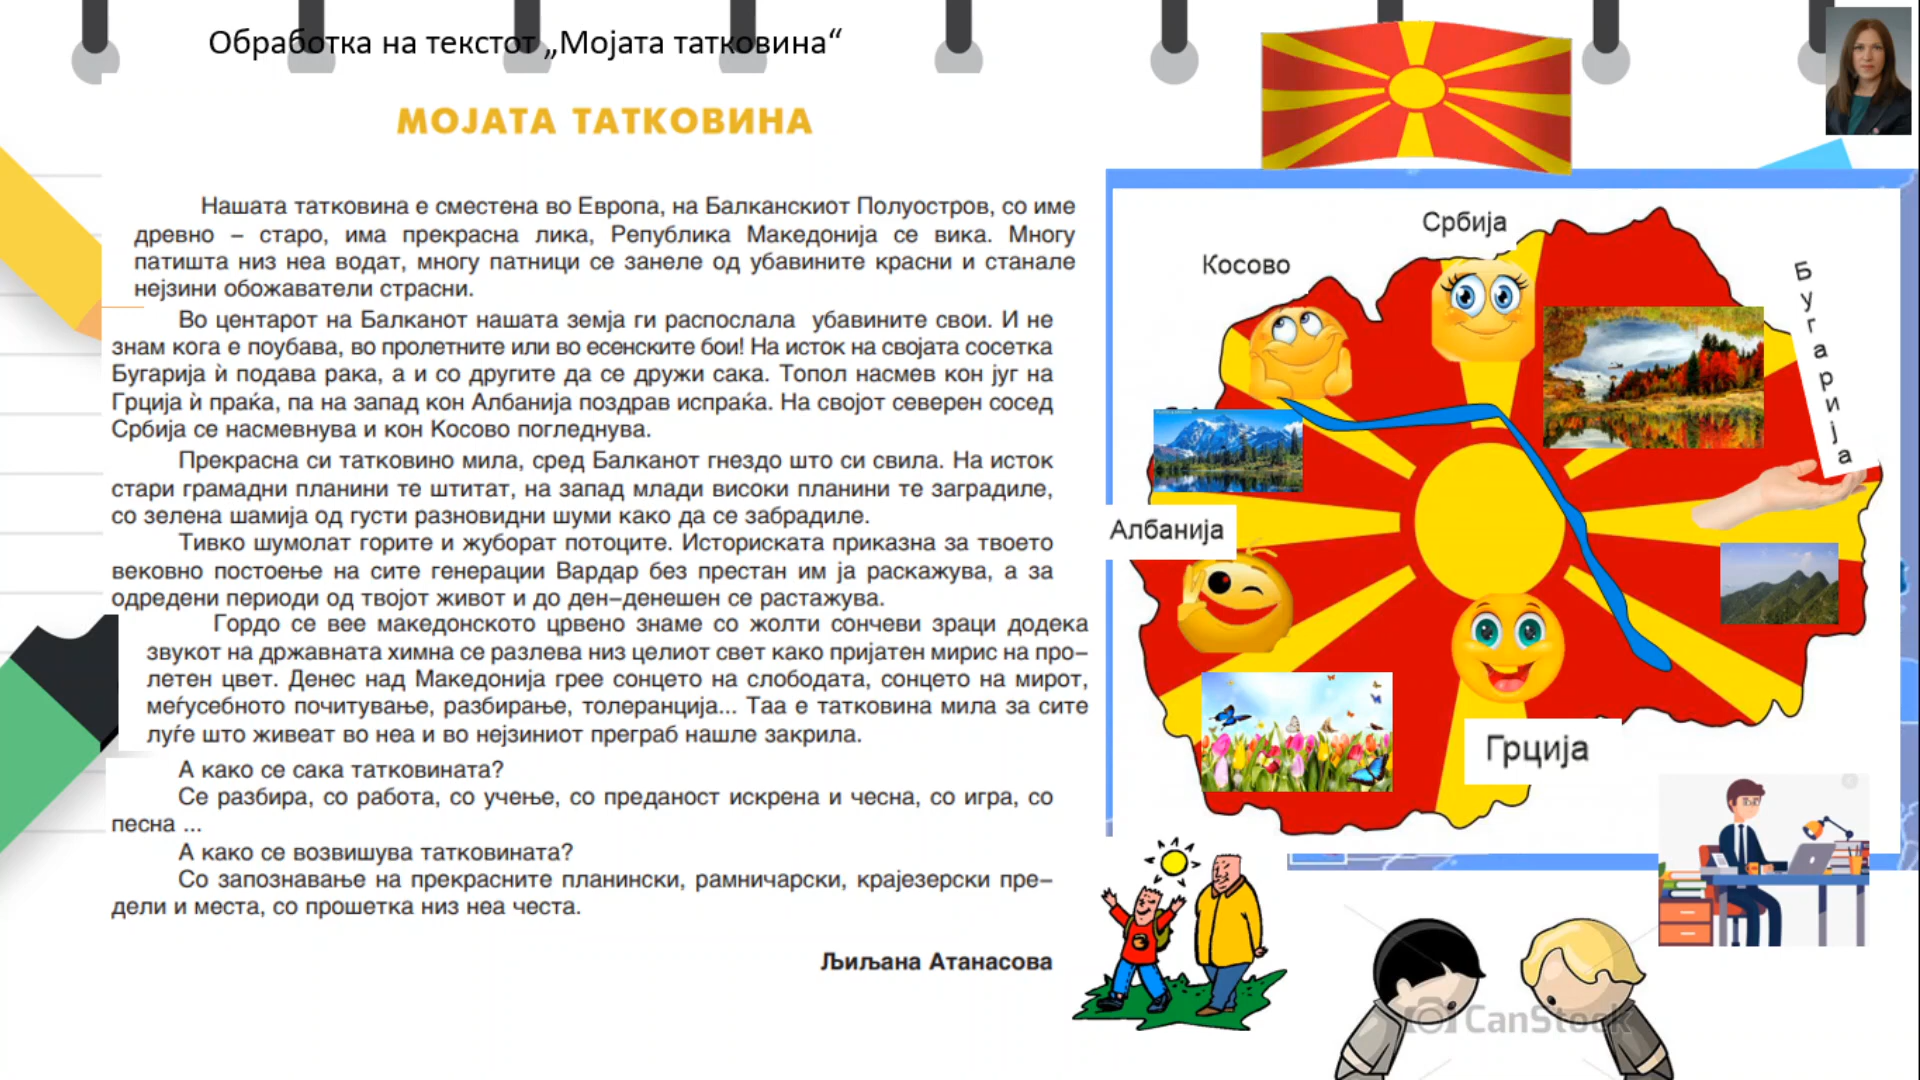 Обработка на текстот „Мојата татковина“
МОЈАТА ТАТКОВИНА
Нашата татковина е сместена во Европа, на Балканскиот Полуостров, со име
древно – старо, има прекрасна лика, Република Македонија се вика. Многу
патишта низ неа водат, многу патници се занеле од убавините красни и станале
нејзини обожаватели страсни.
Во центарот на Балканот нашата земја ги распослала убавините свои. И не
знам кога е поубава, во пролетните или во есенските бои! На исток на својата сосетка
Бугарија ѝ подава рака, а и со другите да се дружи сака. Топол насмев кон југ на
Грција ѝ праќа, па на запад кон Албанија поздрав испраќа. На својот северен сосед
Србија се насмевнува и кон Косово погледнува.
Прекрасна си татковино мила, сред Балканот гнездо што си свила. На исток
стари грамадни планини те штитат, на запад млади високи планини те заградиле,
со зелена шамија од густи разновидни шуми како да се забрадиле.
Тивко шумолат горите и жуборат потоците. Историската приказна за твоето
вековно постоење на сите генерации Вардар без престан им ја раскажува, а за
одредени периоди од твојот живот и до ден–денешен се растажува.
Гордо се вее македонското црвено знаме со жолти сончеви зраци додека
звукот на државната химна се разлева низ целиот свет како пријатен мирис на про–
летен цвет. Денес над Македонија грее сонцето на слободата, сонцето на мирот,
меѓусебното почитување, разбирање, толеранција... Таа е татковина мила за сите
луѓе што живеат во неа и во нејзиниот преграб нашле закрила.
А како се сака татковината?
Се разбира, со работа, со учење, со преданост искрена и чесна, со игра, со
песна ...
А како се возвишува татковината?
Со запознавање на прекрасните планински, рамничарски, крајезерски пре–
дели и места, со прошетка низ неа честа.
Љиљана Атанасова
Србија
Косово
Бугарија
Албанија
Грција
CanStock